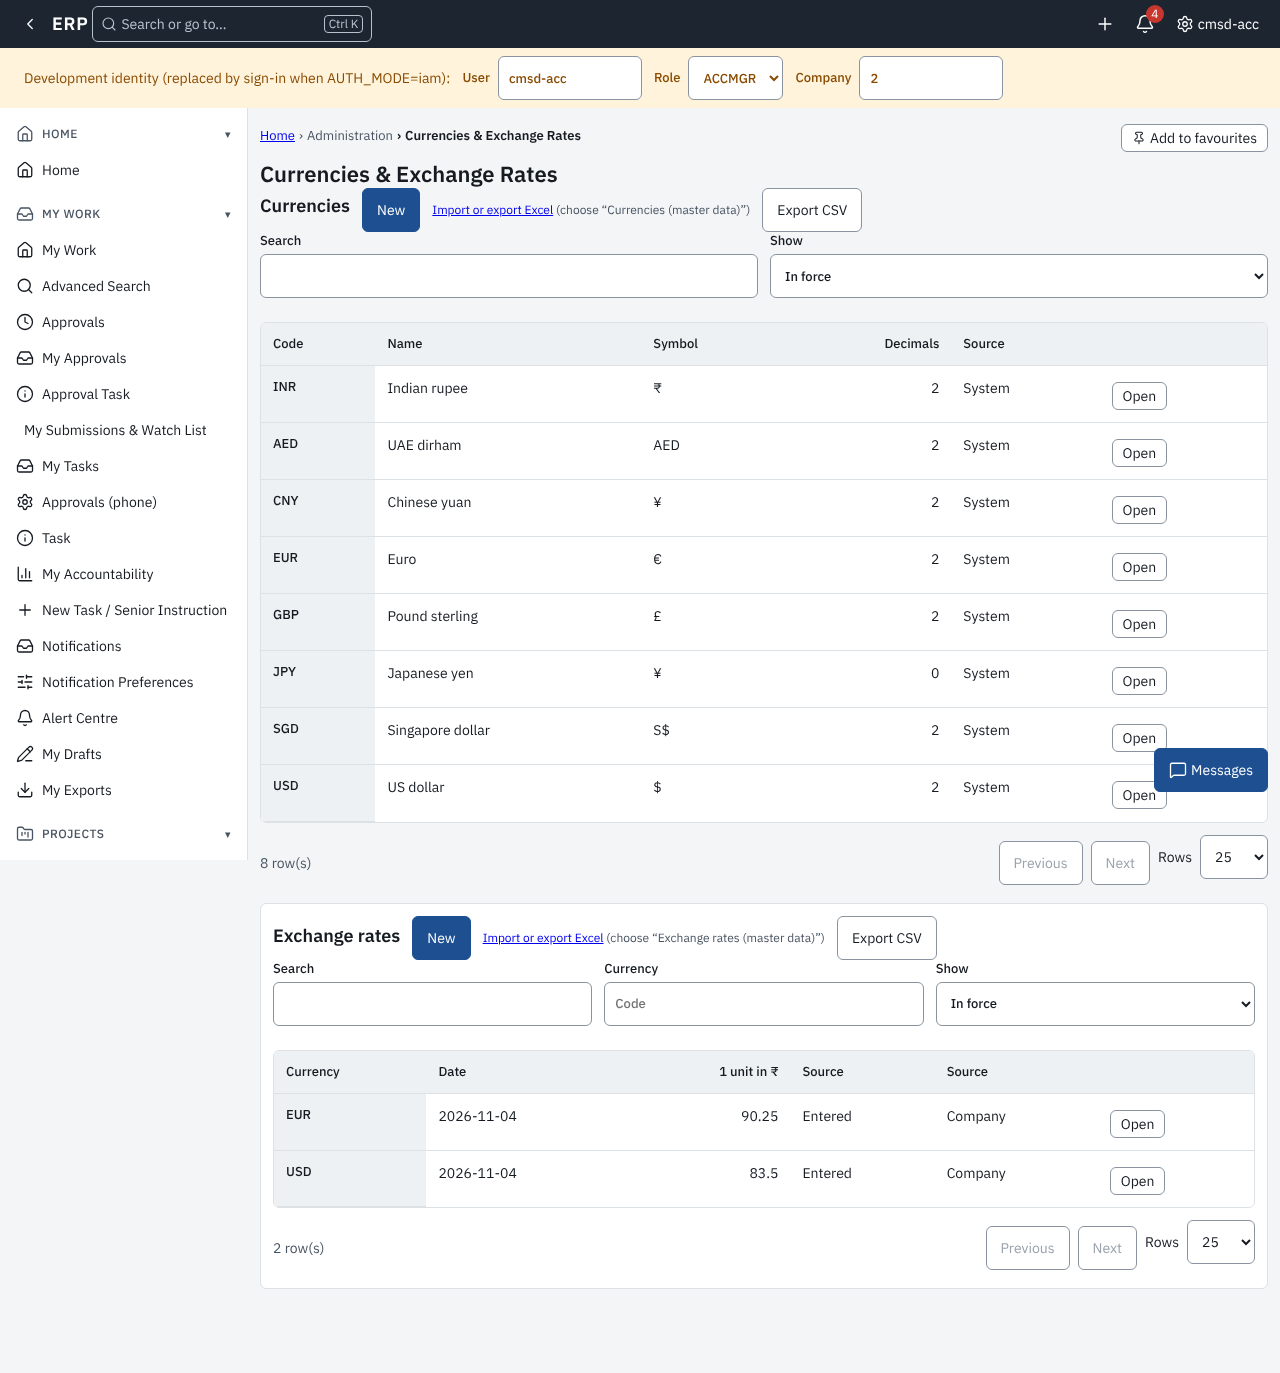 ERP
Search or go to...
Ctrl K
4
cmsd-acc
Development identity (replaced by sign-in when AUTH_MODE=iam): User cmsd-acc Role ACCMGR Company 2
HOME
Home
MY WORK
My Work
Advanced Search
Approvals
My Approvals
Approval Task
My Submissions & Watch List
My Tasks
Approvals (phone)
Task
My Accountability
New Task / Senior Instruction
Notifications
Notification Preferences
Alert Centre
My Drafts
My Exports
PROJECTS
Home › Administration › Currencies & Exchange Rates
Add to favourites
Currencies & Exchange Rates
Currencies New Import or export Excel (choose “Currencies (master data)”) Export CSV
Search Show
In force
Code Name Symbol Decimals Source
INR Indian rupee ₹ 2 System Open
AED UAE dirham AED 2 System Open
CNY Chinese yuan ¥ 2 System Open
EUR Euro € 2 System Open
GBP Pound sterling £ 2 System Open
JPY Japanese yen ¥ 0 System Open
SGD Singapore dollar S$ 2 System Open
Messages
USD US dollar $ 2 System Open
8 row(s) Previous Next Rows 25
Exchange rates New Import or export Excel (choose “Exchange rates (master data)”) Export CSV
Search Currency Show
Code In force
Currency Date 1 unit in ₹ Source Source
EUR 2026-11-04 90.25 Entered Company Open
USD 2026-11-04 83.5 Entered Company Open
2 row(s) Previous Next Rows 25